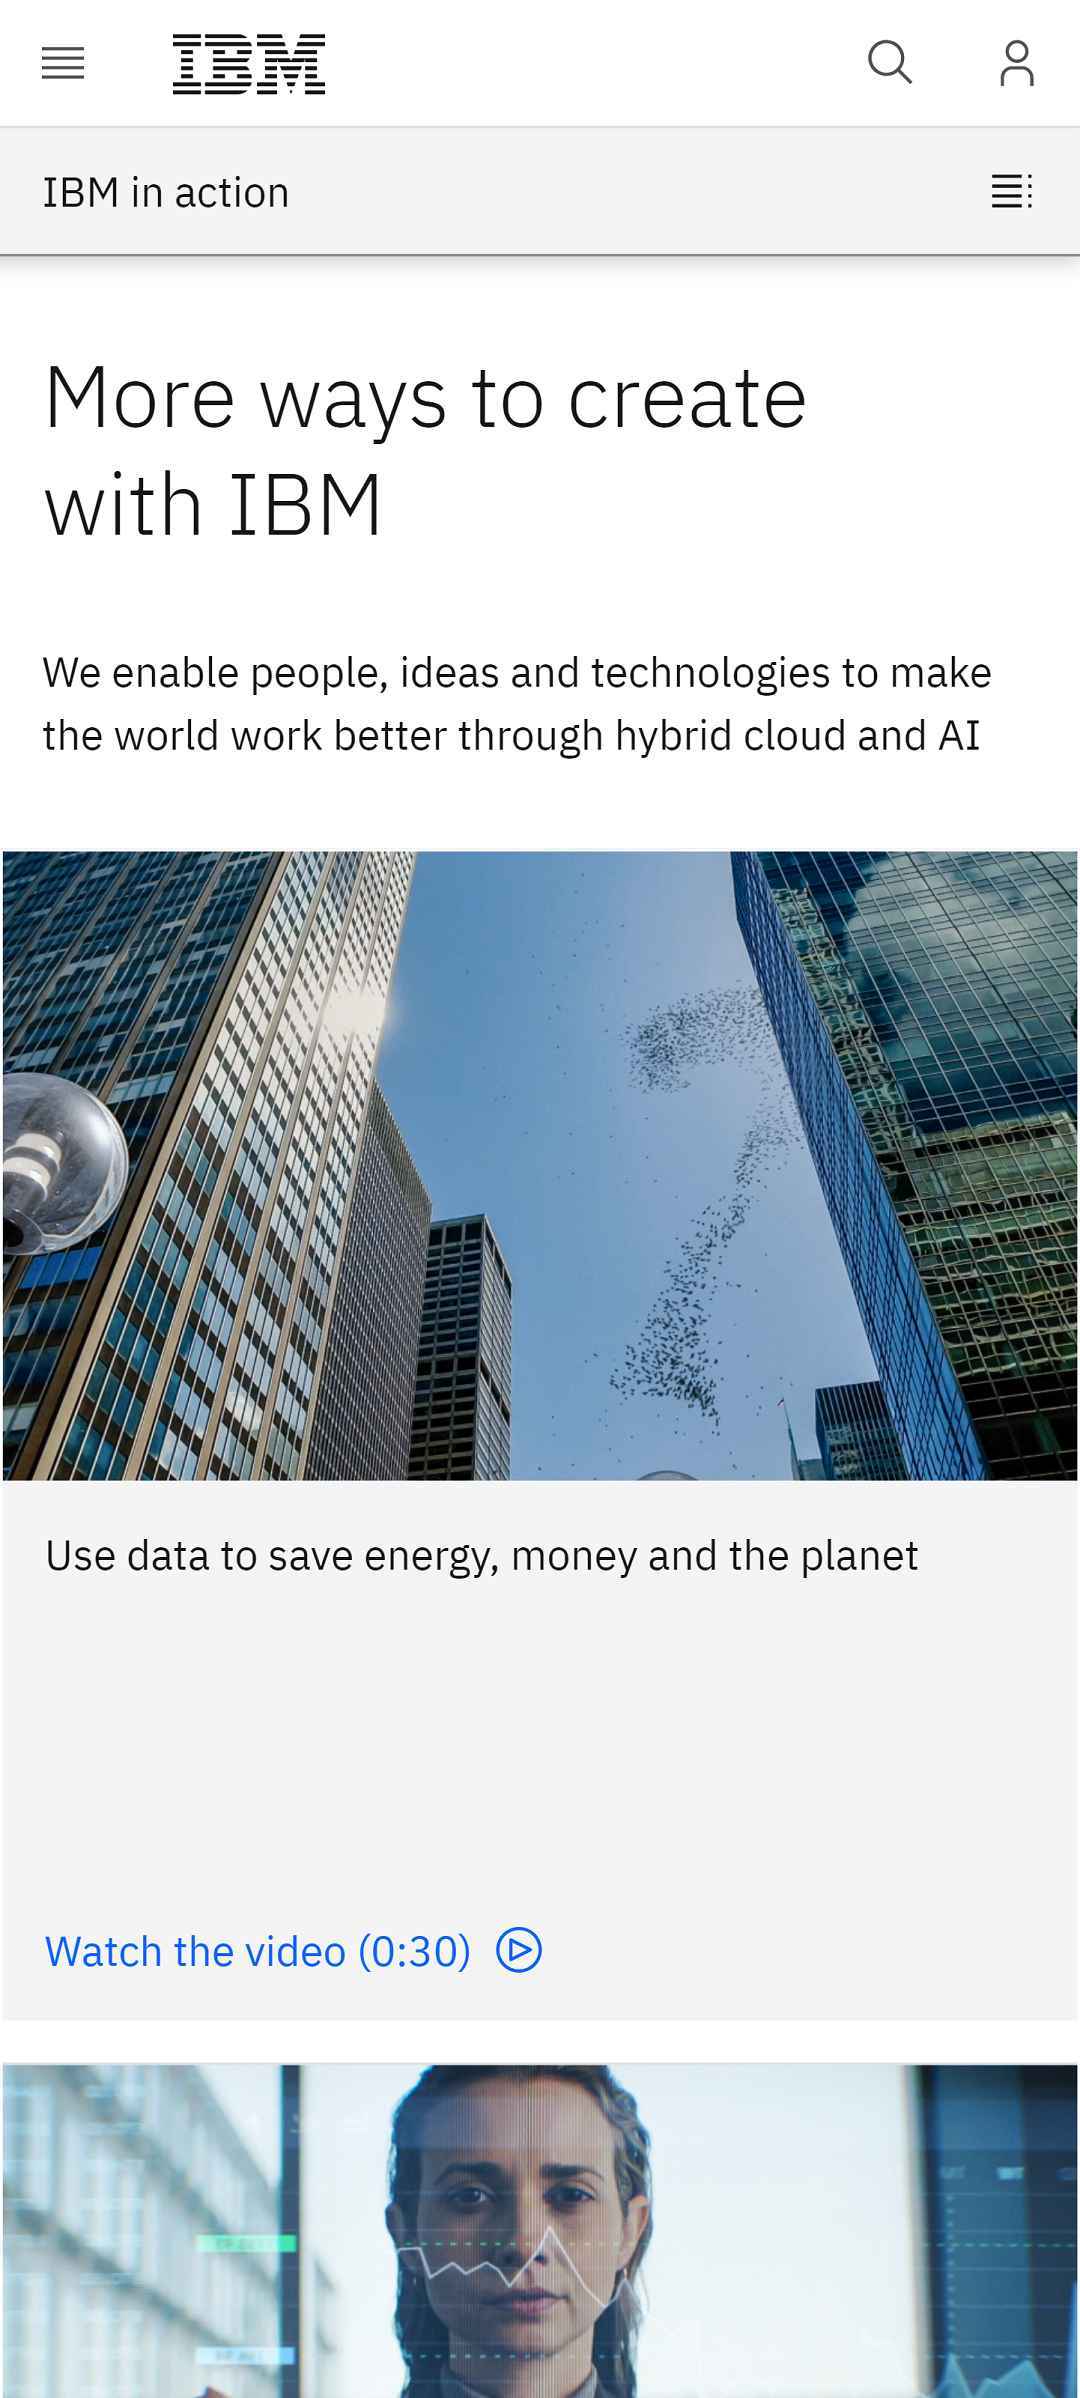 IBM
IBM in action
More ways to create
with IBM
We enable people, ideas and technologies to make
the world work better through hybrid cloud and AI
Use data to save energy, money and the planet
Watch the video (0:30)